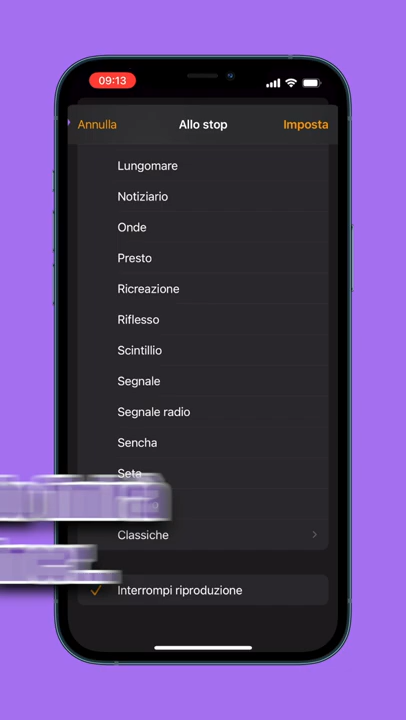 09:13
Annulla
Allo stop
Imposta
Lungomare
Notiziario
Onde
Presto
Ricreazione
Riflesso
Scintillio
Segnale
Segnale radio
Sencha
Seta
Classiche
Interrompi riproduzione